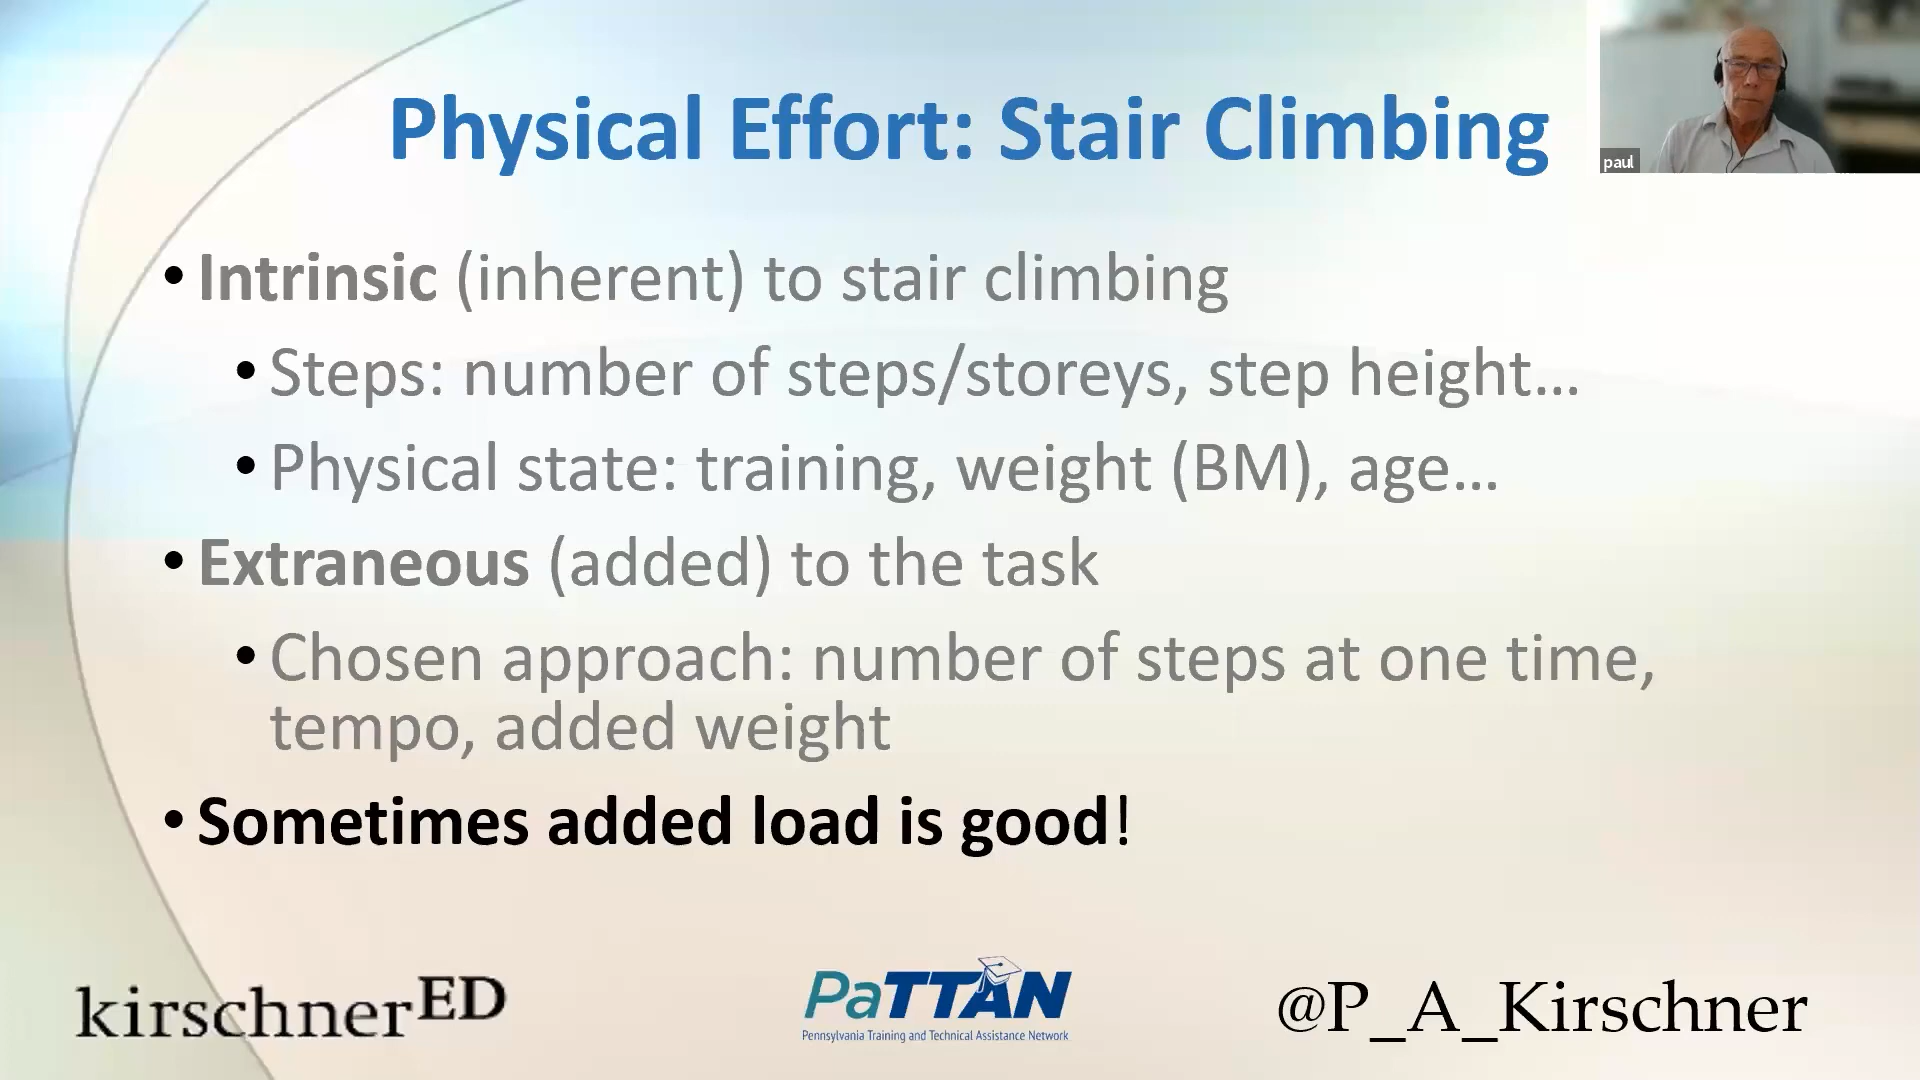 Physical Effort: Stair Climbing
paul
• Intrinsic (inherent) to stair climbing
• Steps: number of steps/storeys, step height...
• Physical state: training, weight (BM), age...
• Extraneous (added) to the task
• Chosen approach: number of steps at one time,
tempo, added weight
• Sometimes added load is good!
kirschnerED
PaTTAN
Pennsylvania Training and Technical Assistance Network
@P_A_Kirschner